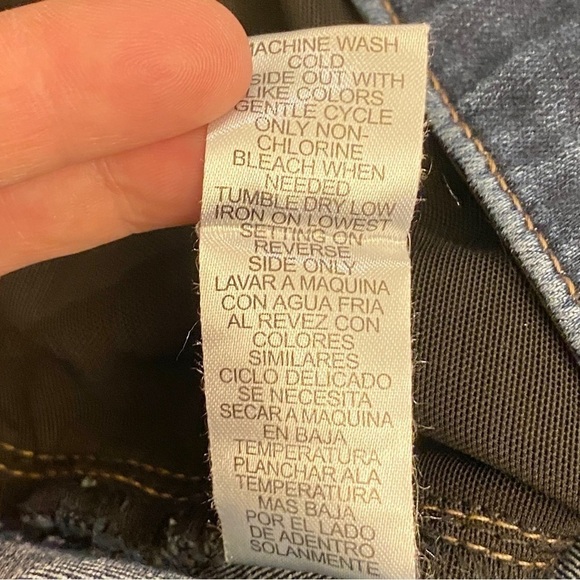 MACHINE WASH
COLD
SIDE OUT WITH
LIKE COLORS
GENTLE CYCLE
ONLY NON-
CHLORINE
BLEACH WHEN
NEEDED
TUMBLE DRY LOW
IRON ON LOWEST
SETTING ON
REVERSE
SIDE ONLY
LAVAR A MAQUINA
CON AGUA FRIA
AL REVEZ CON
COLORES
SIMILARES
CICLO DELICADO
SE NECESITA
SECAR A MAQUINA
EN BAJA
TEMPERATURA
PLANCHAR ALA
TEMPERATURA
MAS BAJA
POR EL LADO
DE ADENTRO
SOLANMENTE